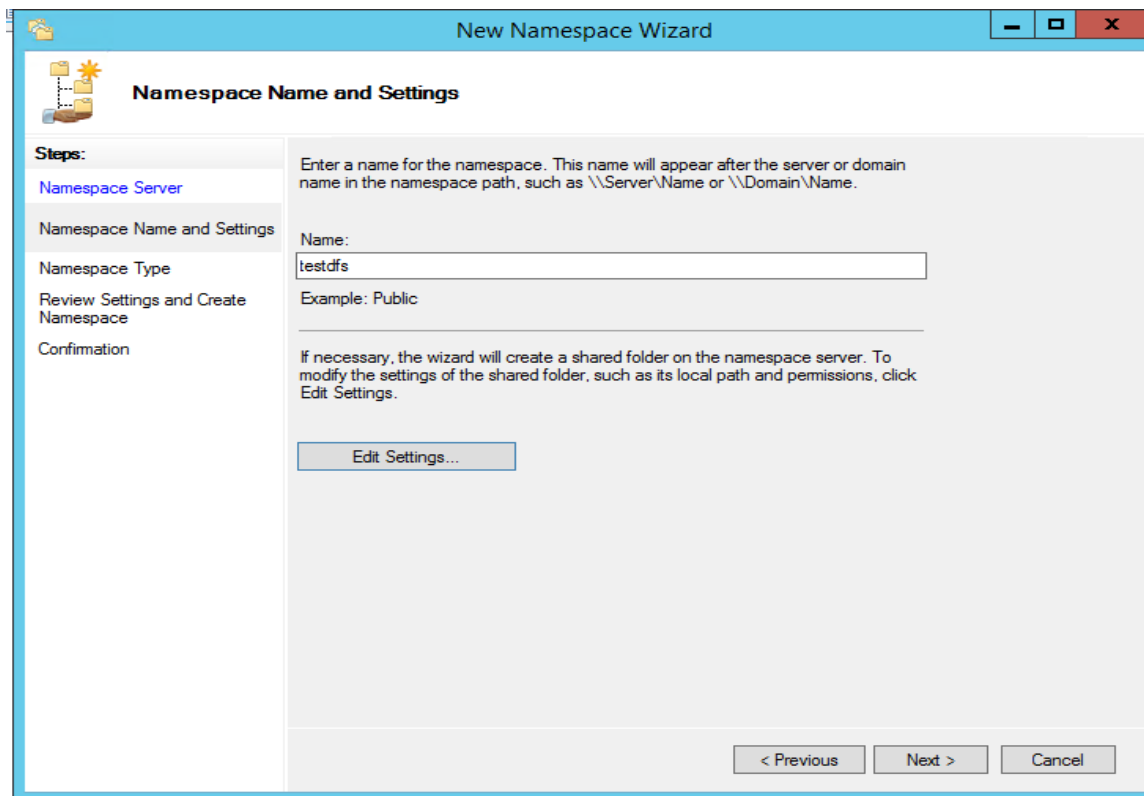 New Namespace Wizard
Namespace Name and Settings
Steps:
Namespace Server
Namespace Name and Settings
Namespace Type
Review Settings and Create
Namespace
Confirmation
Enter a name for the namespace. This name will appear after the server or domain
name in the namespace path, such as \\Server\Name or \\Domain\Name.
Name:
testdfs
Example: Public
If necessary, the wizard will create a shared folder on the namespace server. To
modify the settings of the shared folder, such as its local path and permissions, click
Edit Settings.
Edit Settings...
< Previous
Next >
Cancel